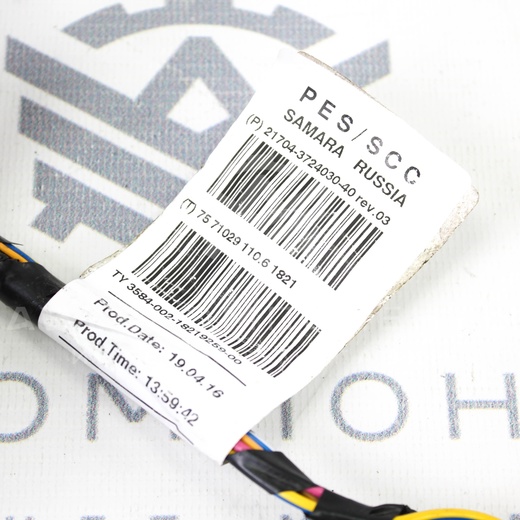 PES/SCC
SAMARA RUSSIA
(P) 21704-3724030-40 rev.03
(T) 75 71029 110.6 1821
TY 3584-002-18219259-00
Prod.Date: 19.04.16
Prod.Time: 13:59:42